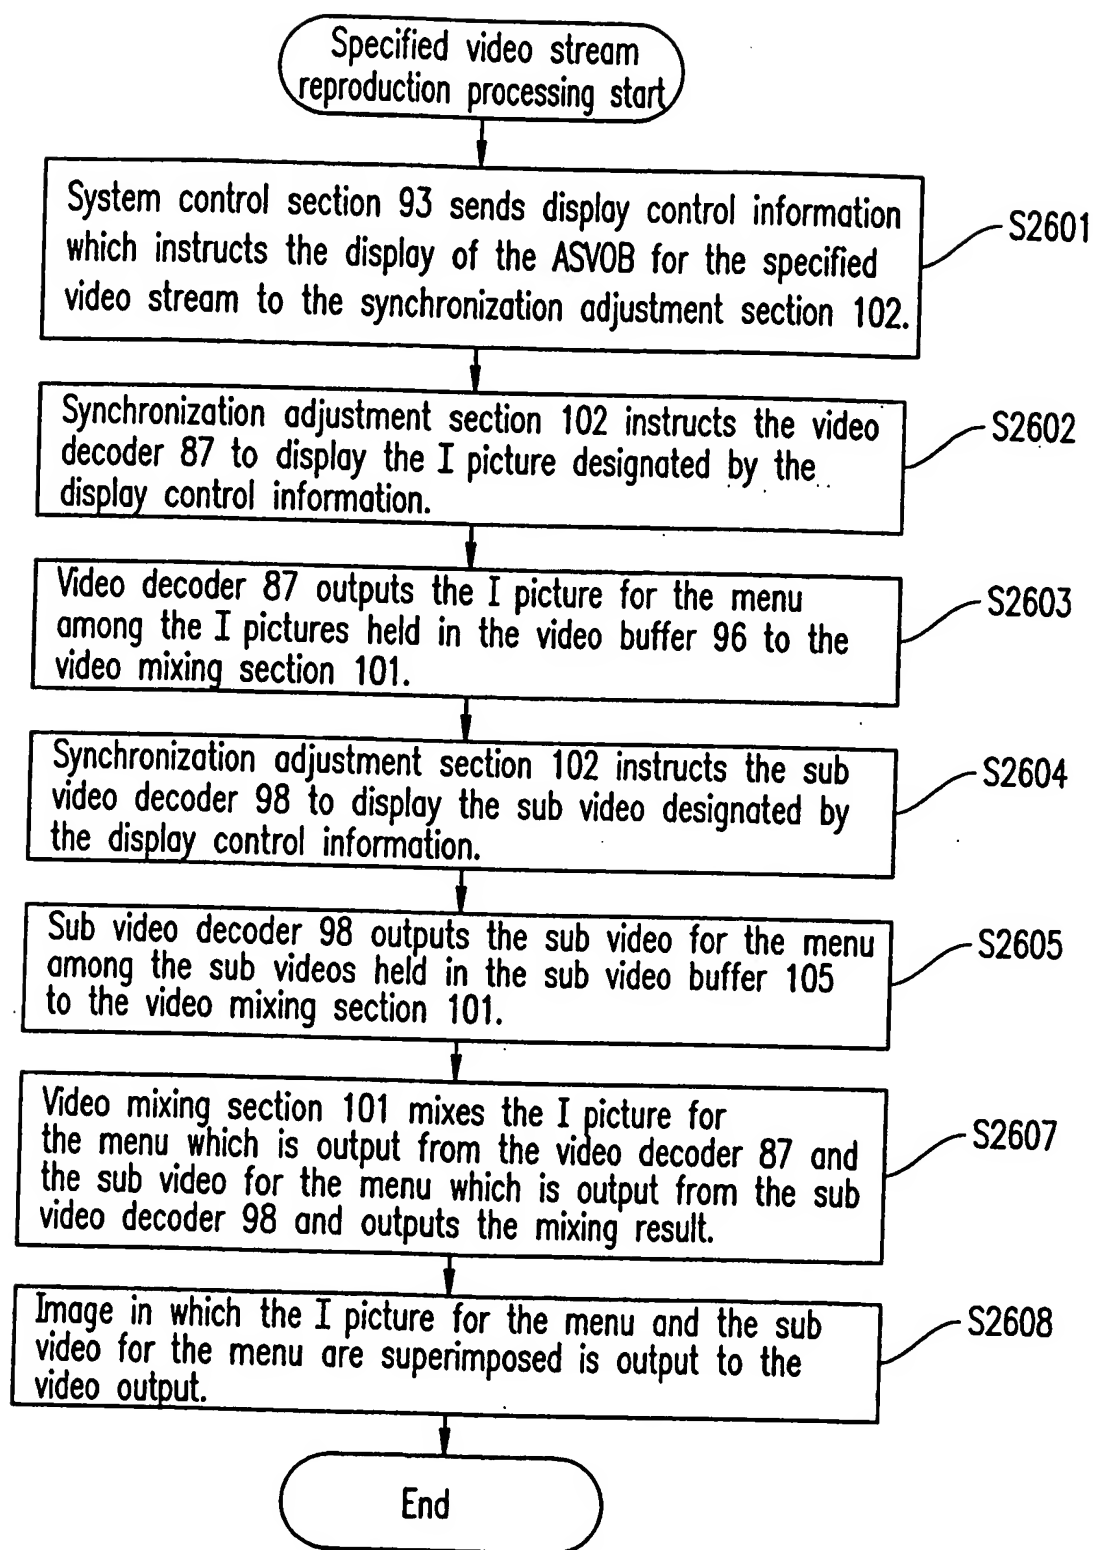 Specified video stream
reproduction processing start
System control section 93 sends display control information
which instructs the display of the ASVOB for the specified
video stream to the synchronization adjustment section 102.
S2601
Synchronization adjustment section 102 instructs the video
decoder 87 to display the I picture designated by the
display control information.
S2602
Video decoder 87 outputs the I picture for the menu
among the I pictures held in the video buffer 96 to the
video mixing section 101.
S2603
Synchronization adjustment section 102 instructs the sub
video decoder 98 to display the sub video designated by
the display control information.
S2604
Sub video decoder 98 outputs the sub video for the menu
among the sub videos held in the sub video buffer 105
to the video mixing section 101.
S2605
Video mixing section 101 mixes the I picture for
the menu which is output from the video decoder 87 and
the sub video for the menu which is output from the sub
video decoder 98 and outputs the mixing result.
S2607
Image in which the I picture for the menu and the sub
video for the menu are superimposed is output to the
video output.
S2608
End